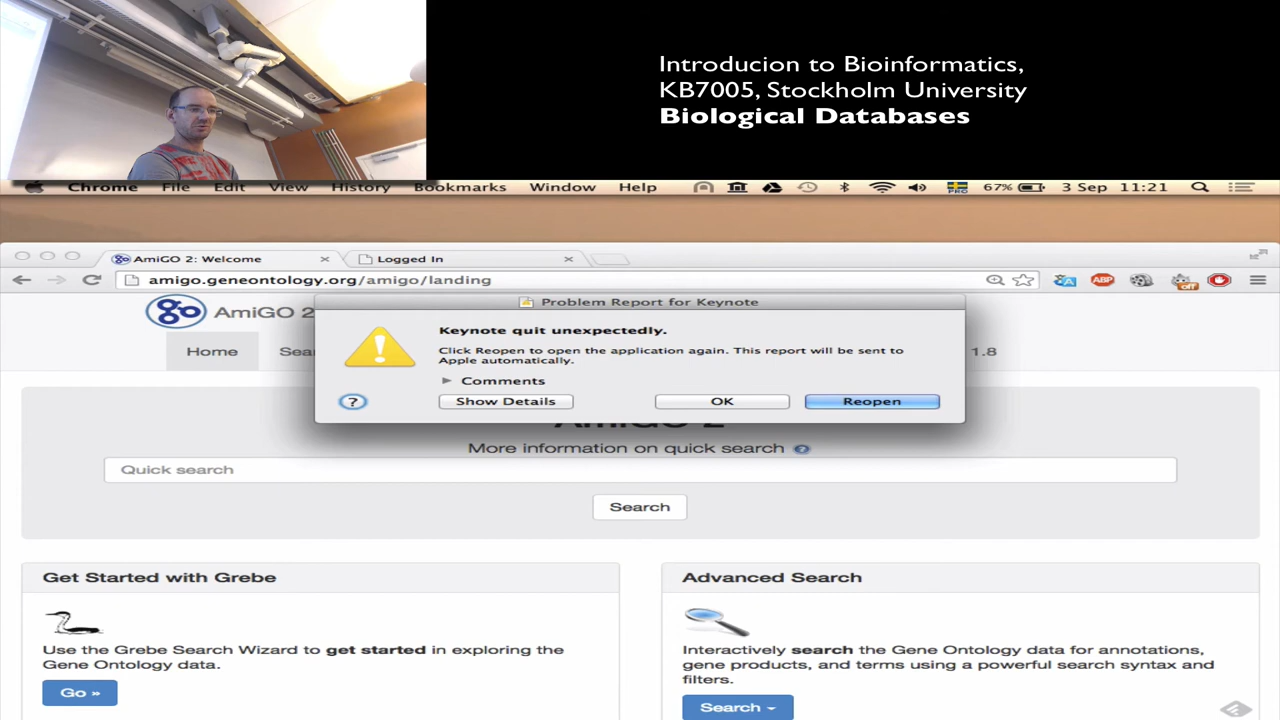 Introducion to Bioinformatics,
KB7005, Stockholm University
Biological Databases
Chrome File Edit View History Bookmarks Window Help 67% 3 Sep 11:21
AmiGO 2: Welcome Logged In
amigo.geneontology.org/amigo/landing
Problem Report for Keynote
AmiGO 2
Keynote quit unexpectedly.
Click Reopen to open the application again. This report will be sent to
Apple automatically.
Home Sea 1.8
Comments
Show Details OK Reopen
AmiGO 2
More information on quick search
Quick search
Search
Get Started with Grebe
Use the Grebe Search Wizard to get started in exploring the
Gene Ontology data.
Go »
Advanced Search
Interactively search the Gene Ontology data for annotations,
gene products, and terms using a powerful search syntax and
filters.
Search